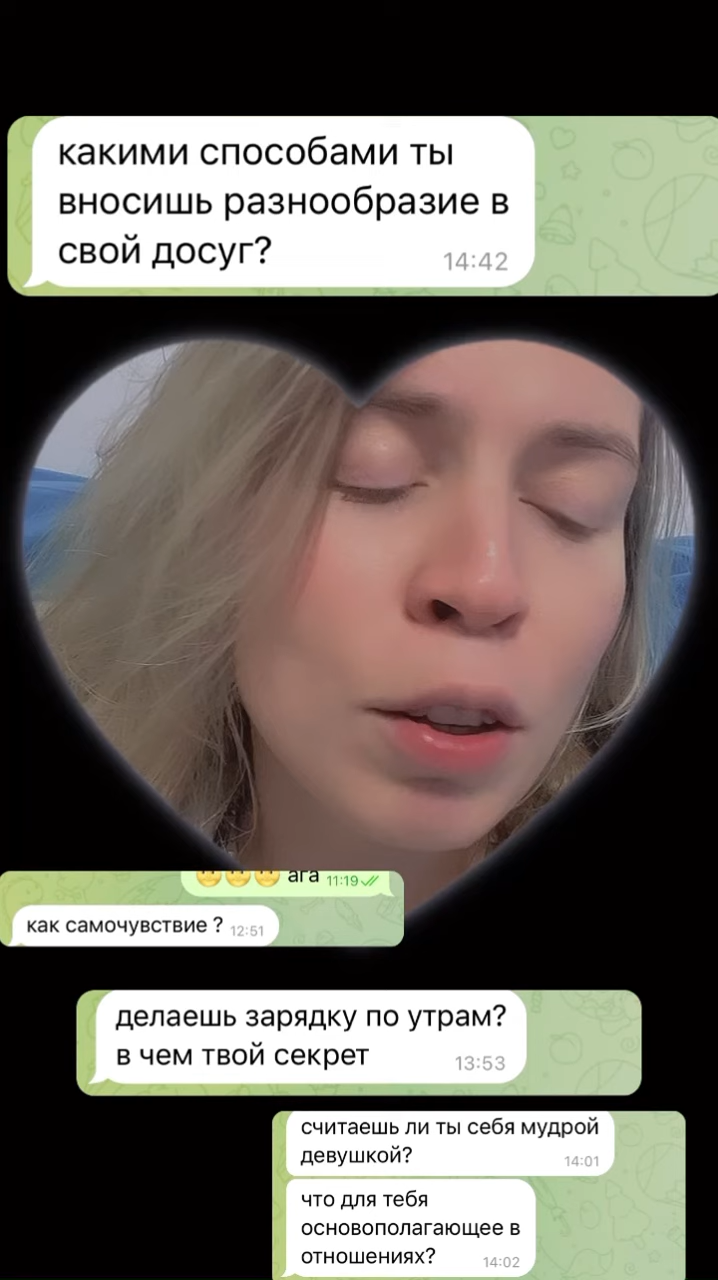 какими способами ты
вносишь разнообразие в
свой досуг?
14:42
ага 11:19
как самочувствие ? 12:51
делаешь зарядку по утрам?
в чем твой секрет 13:53
считаешь ли ты себя мудрой
девушкой? 14:01
что для тебя
основополагающее в
отношениях? 14:02